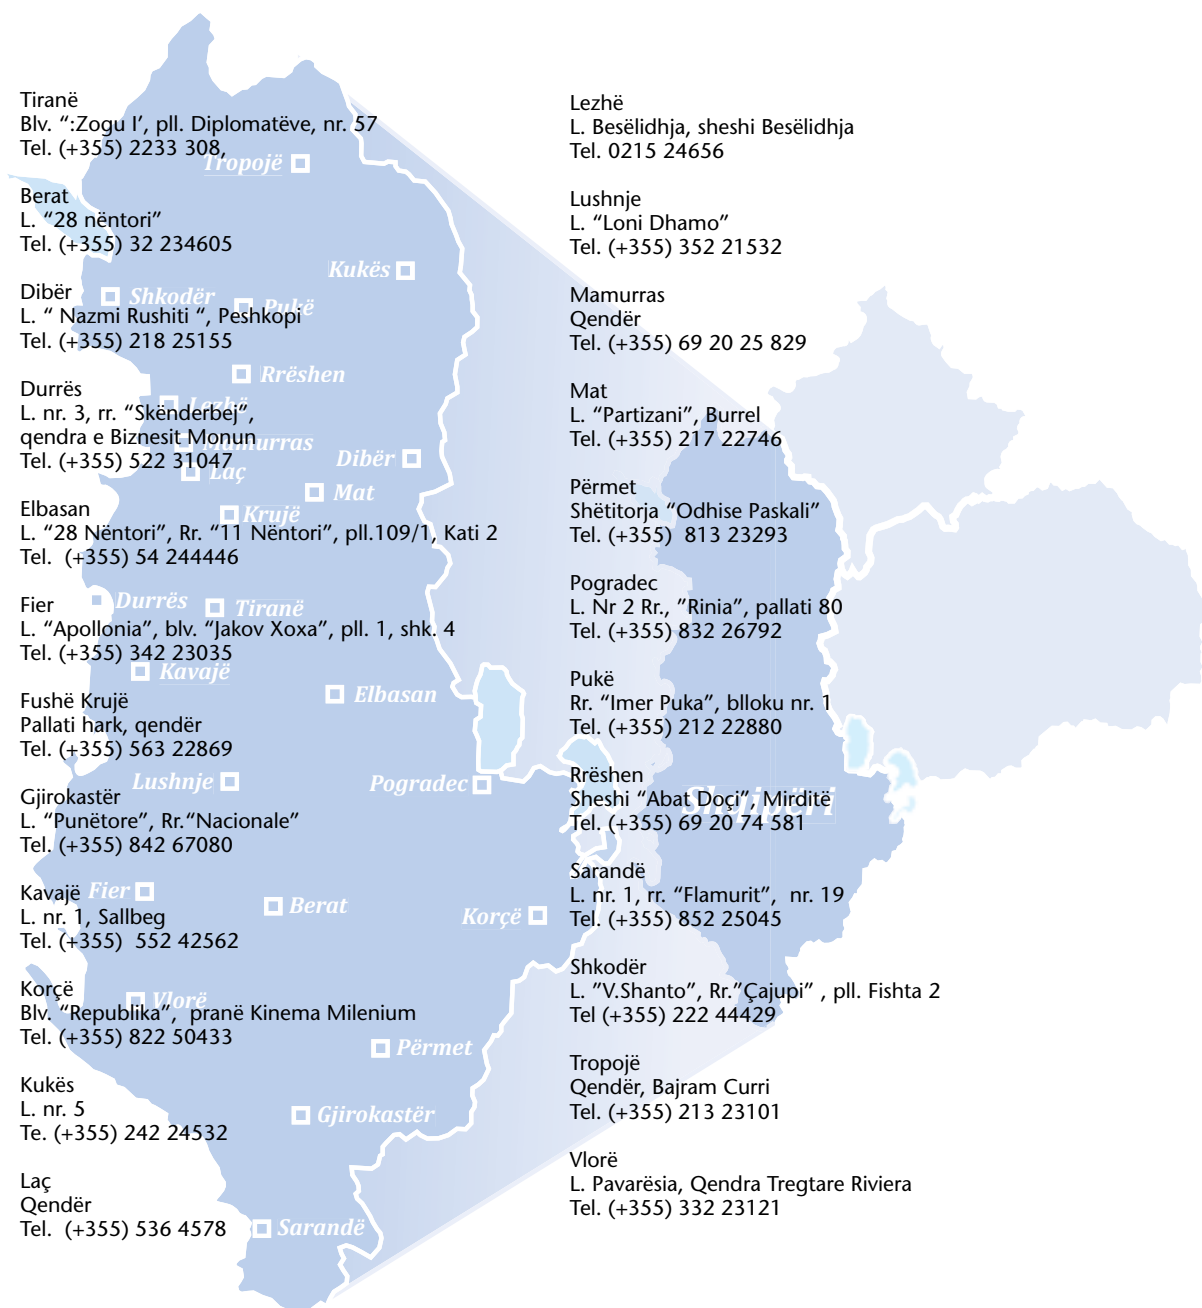 Tiranë
Blv. “:Zogu I’, pll. Diplomatëve, nr. 57
Tel. (+355) 2233 308,
Berat
L. “28 nëntori”
Tel. (+355) 32 234605
Dibër
L. “ Nazmi Rushiti “, Peshkopi
Tel. (+355) 218 25155
Durrës
L. nr. 3, rr. “Skënderbej”,
qendra e Biznesit Monun
Tel. (+355) 522 31047
Elbasan
L. “28 Nëntori”, Rr. “11 Nëntori”, pll.109/1, Kati 2
Tel. (+355) 54 244446
Fier
L. “Apollonia”, blv. “Jakov Xoxa”, pll. 1, shk. 4
Tel. (+355) 342 23035
Fushë Krujë
Pallati hark, qendër
Tel. (+355) 563 22869
Gjirokastër
L. “Punëtore”, Rr.“Nacionale”
Tel. (+355) 842 67080
Kavajë
L. nr. 1, Sallbeg
Tel. (+355) 552 42562
Korçë
Blv. “Republika”, pranë Kinema Milenium
Tel. (+355) 822 50433
Kukës
L. nr. 5
Te. (+355) 242 24532
Laç
Qendër
Tel. (+355) 536 4578
Lezhë
L. Besëlidhja, sheshi Besëlidhja
Tel. 0215 24656
Lushnje
L. “Loni Dhamo”
Tel. (+355) 352 21532
Mamurras
Qendër
Tel. (+355) 69 20 25 829
Mat
L. “Partizani”, Burrel
Tel. (+355) 217 22746
Përmet
Shëtitorja “Odhise Paskali”
Tel. (+355) 813 23293
Pogradec
L. Nr 2 Rr., ”Rinia”, pallati 80
Tel. (+355) 832 26792
Pukë
Rr. “Imer Puka”, blloku nr. 1
Tel. (+355) 212 22880
Rrëshen
Sheshi “Abat Doçi”, Mirditë
Tel. (+355) 69 20 74 581
Sarandë
L. nr. 1, rr. “Flamurit”, nr. 19
Tel. (+355) 852 25045
Shkodër
L. ”V.Shanto”, Rr.”Çajupi” , pll. Fishta 2
Tel (+355) 222 44429
Tropojë
Qendër, Bajram Curri
Tel. (+355) 213 23101
Vlorë
L. Pavarësia, Qendra Tregtare Riviera
Tel. (+355) 332 23121
Tropojë
Kukës
Shkodër
Pukë
Rrëshen
Lezhë
Mamurras
Dibër
Laç
Mat
Krujë
Durrës
Tiranë
Kavajë
Elbasan
Lushnje
Pogradec
Fier
Berat
Korçë
Vlorë
Përmet
Gjirokastër
Sarandë
Shqipëri